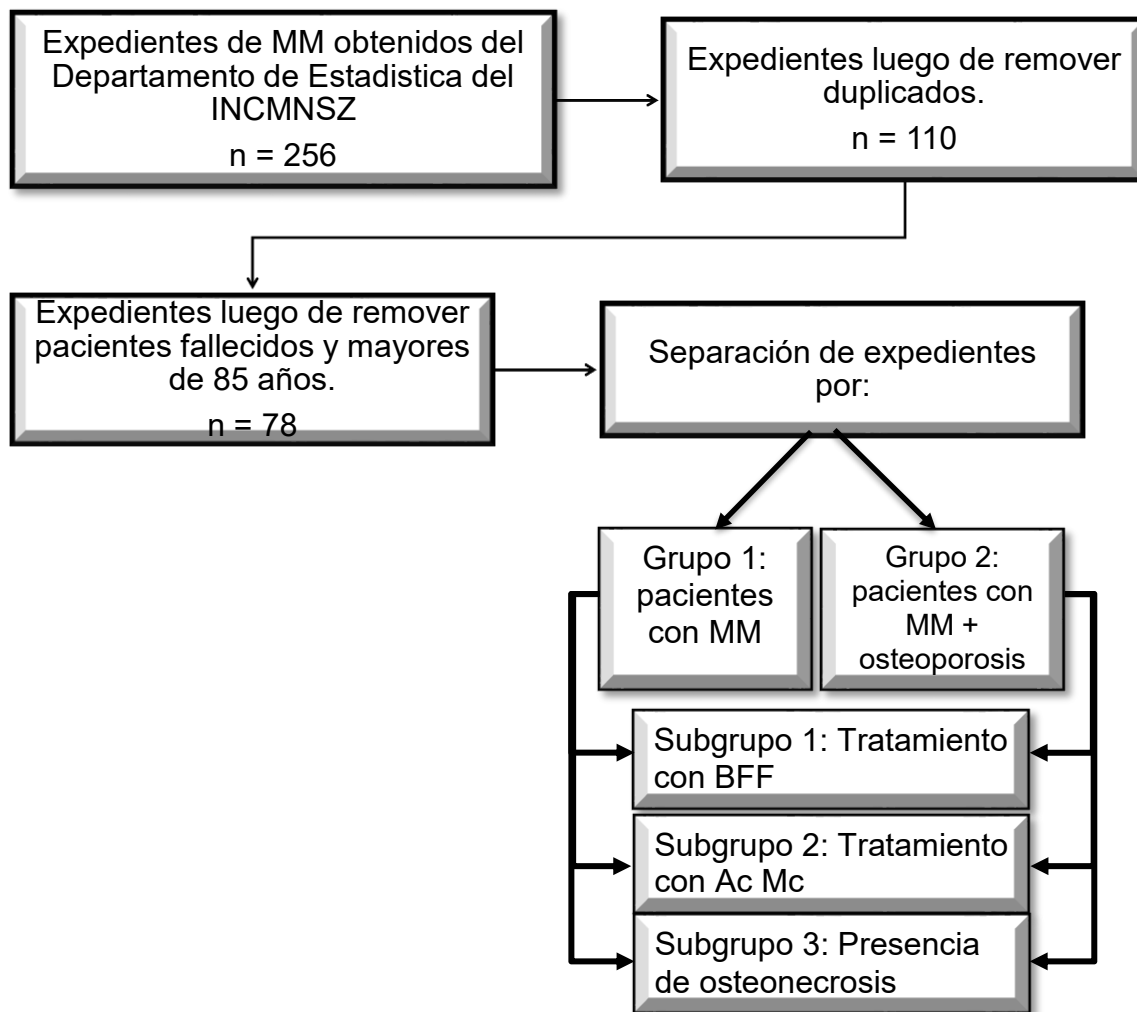 Expedientes de MM obtenidos del
Departamento de Estadistica del
INCMNSZ
n = 256
Expedientes luego de remover
duplicados.
n = 110
Expedientes luego de remover
pacientes fallecidos y mayores
de 85 años.
n = 78
Separación de expedientes
por:
Grupo 1:
pacientes
con MM
Grupo 2:
pacientes con
MM +
osteoporosis
Subgrupo 1: Tratamiento
con BFF
Subgrupo 2: Tratamiento
con Ac Mc
Subgrupo 3: Presencia
de osteonecrosis